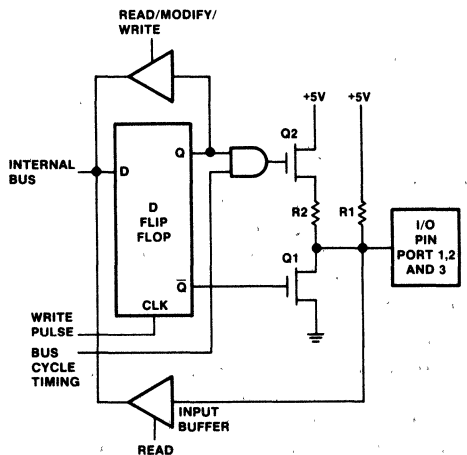 READ/MODIFY/
WRITE
+5V
+5V
Q2
Q
INTERNAL
BUS
D
D
FLIP
FLOP
R2
R1
I/O
PIN
PORT 1,2
AND 3
Q1
Q̅
CLK
WRITE
PULSE
BUS
CYCLE
TIMING
INPUT
BUFFER
READ